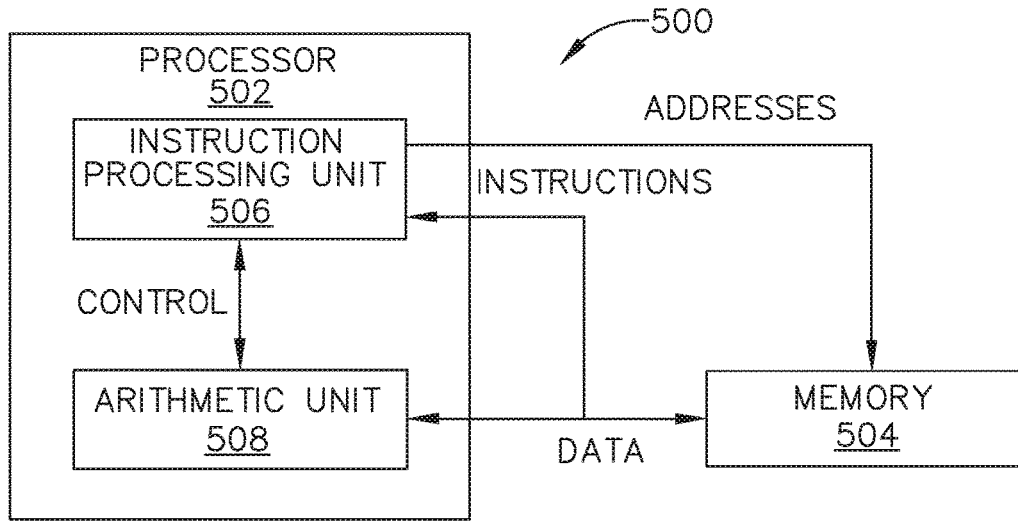 500
PROCESSOR
502
ADDRESSES
INSTRUCTION
PROCESSING UNIT
506
INSTRUCTIONS
CONTROL
ARITHMETIC UNIT
508
DATA
MEMORY
504